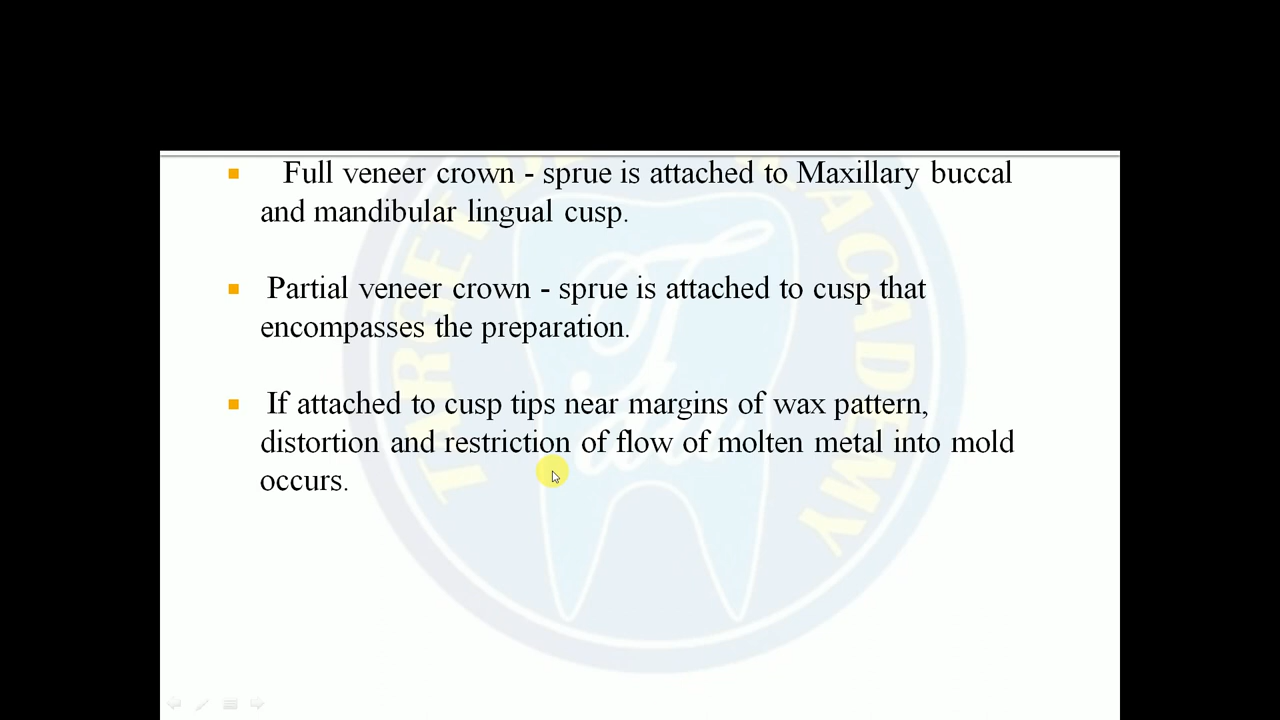 Full veneer crown - sprue is attached to Maxillary buccal
and mandibular lingual cusp.
Partial veneer crown - sprue is attached to cusp that
encompasses the preparation.
If attached to cusp tips near margins of wax pattern,
distortion and restriction of flow of molten metal into mold
occurs.
TARGET
ACADEMY